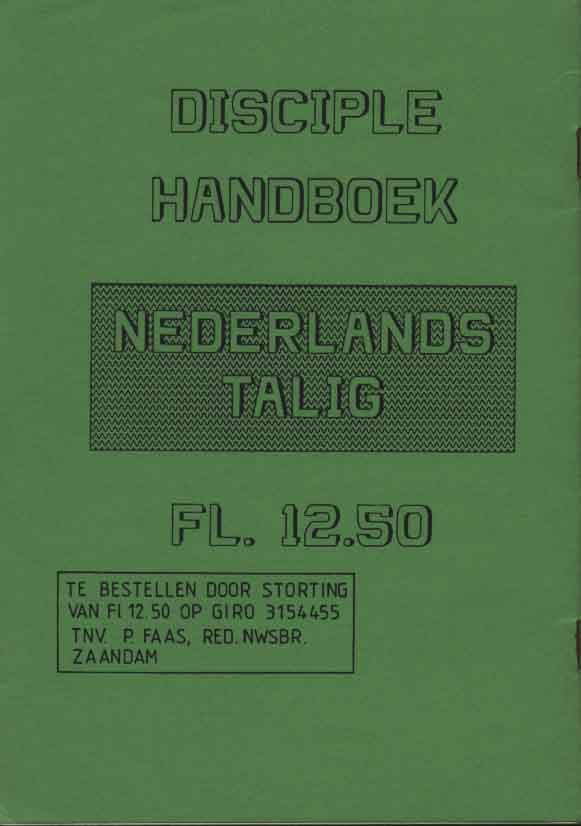 DISCIPLE
HANDBOEK
NEDERLANDS
TALIG
FL. 12.50
TE BESTELLEN DOOR STORTING
VAN Fl 12.50 OP GIRO 3154455
TNV. P. FAAS, RED. NWSBR.
ZAANDAM